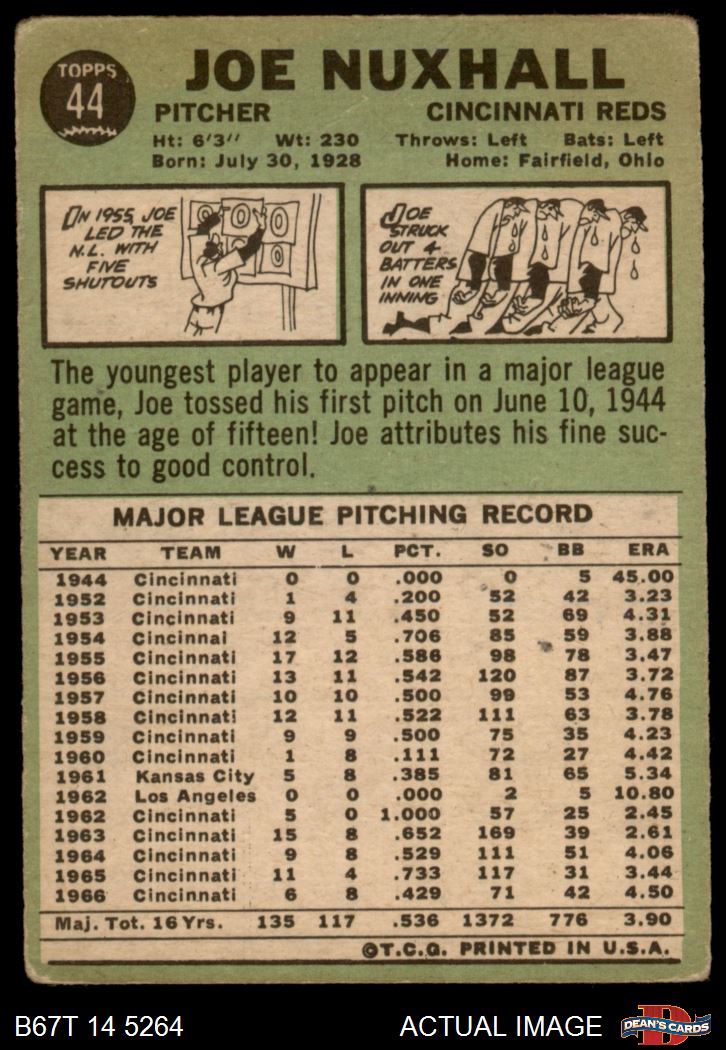 TOPPS
44
JOE NUXHALL
PITCHER CINCINNATI REDS
Ht: 6'3" Wt: 230 Throws: Left Bats: Left
Born: July 30, 1928 Home: Fairfield, Ohio
IN 1955, JOE
LED THE
N.L. WITH
FIVE
SHUTOUTS
0 0 0
0
JOE
STRUCK
OUT 4
BATTERS
IN ONE
INNING
The youngest player to appear in a major league
game, Joe tossed his first pitch on June 10, 1944
at the age of fifteen! Joe attributes his fine suc-
cess to good control.
MAJOR LEAGUE PITCHING RECORD
YEAR TEAM W L PCT. SO BB ERA
1944 Cincinnati 0 0 .000 0 5 45.00
1952 Cincinnati 1 4 .200 52 42 3.23
1953 Cincinnati 9 11 .450 52 69 4.31
1954 Cincinnai 12 5 .706 85 59 3.88
1955 Cincinnati 17 12 .586 98 78 3.47
1956 Cincinnati 13 11 .542 120 87 3.72
1957 Cincinnati 10 10 .500 99 53 4.76
1958 Cincinnati 12 11 .522 111 63 3.78
1959 Cincinnati 9 9 .500 75 35 4.23
1960 Cincinnati 1 8 .111 72 27 4.42
1961 Kansas City 5 8 .385 81 65 5.34
1962 Los Angeles 0 0 .000 2 5 10.80
1962 Cincinnati 5 0 1.000 57 25 2.45
1963 Cincinnati 15 8 .652 169 39 2.61
1964 Cincinnati 9 8 .529 111 51 4.06
1965 Cincinnati 11 4 .733 117 31 3.44
1966 Cincinnati 6 8 .429 71 42 4.50
Maj. Tot. 16 Yrs. 135 117 .536 1372 776 3.90
©T.C.G. PRINTED IN U.S.A.
B67T 14 5264 ACTUAL IMAGE
D
DEAN'S CARDS